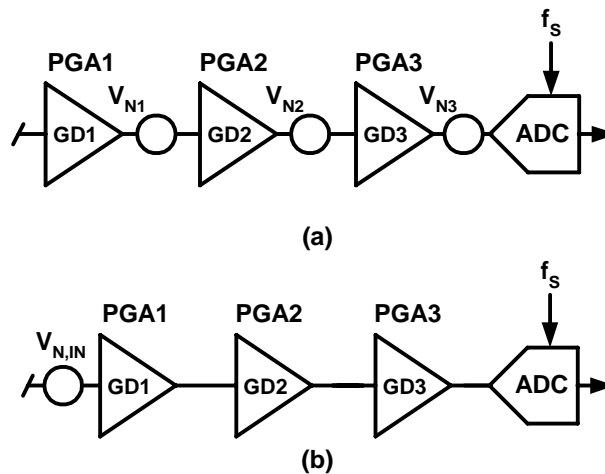 f_S
PGA1 PGA2 PGA3
V_N1 V_N2 V_N3
GD1 GD2 GD3 ADC
(a)
f_S
PGA1 PGA2 PGA3
V_N,IN
GD1 GD2 GD3 ADC
(b)